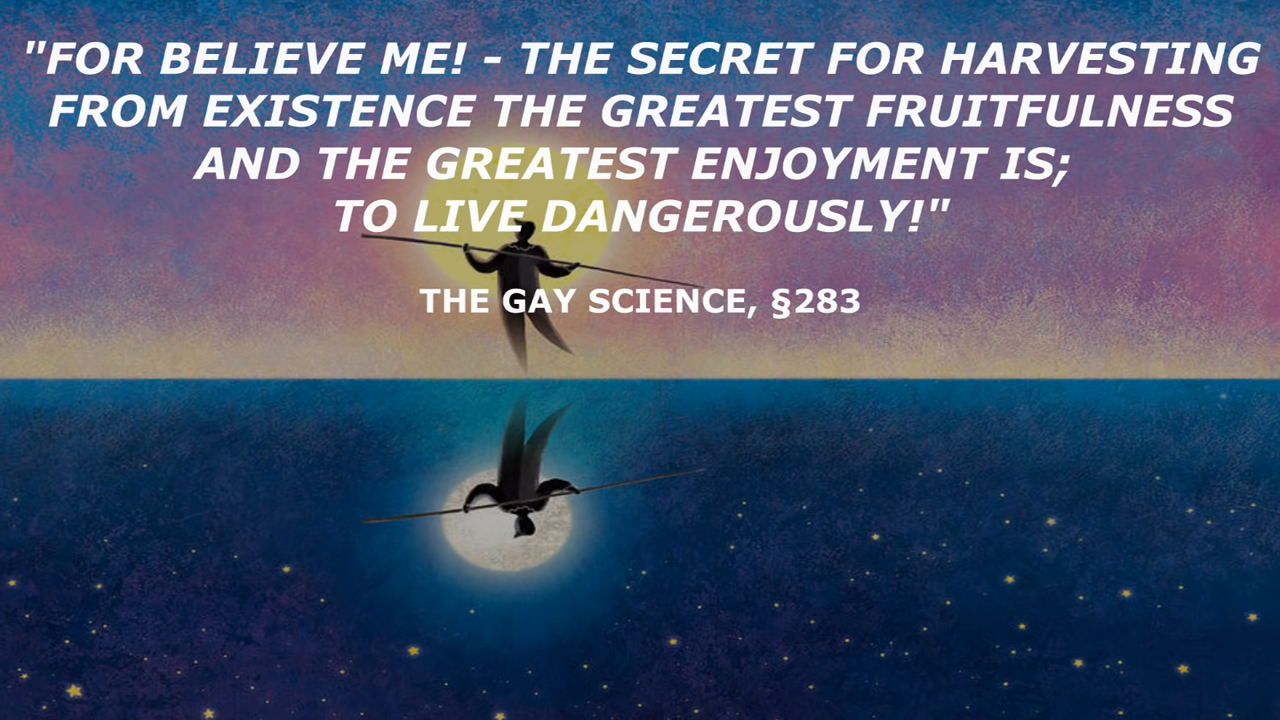 "FOR BELIEVE ME! - THE SECRET FOR HARVESTING
FROM EXISTENCE THE GREATEST FRUITFULNESS
AND THE GREATEST ENJOYMENT IS;
TO LIVE DANGEROUSLY!"
THE GAY SCIENCE, §283